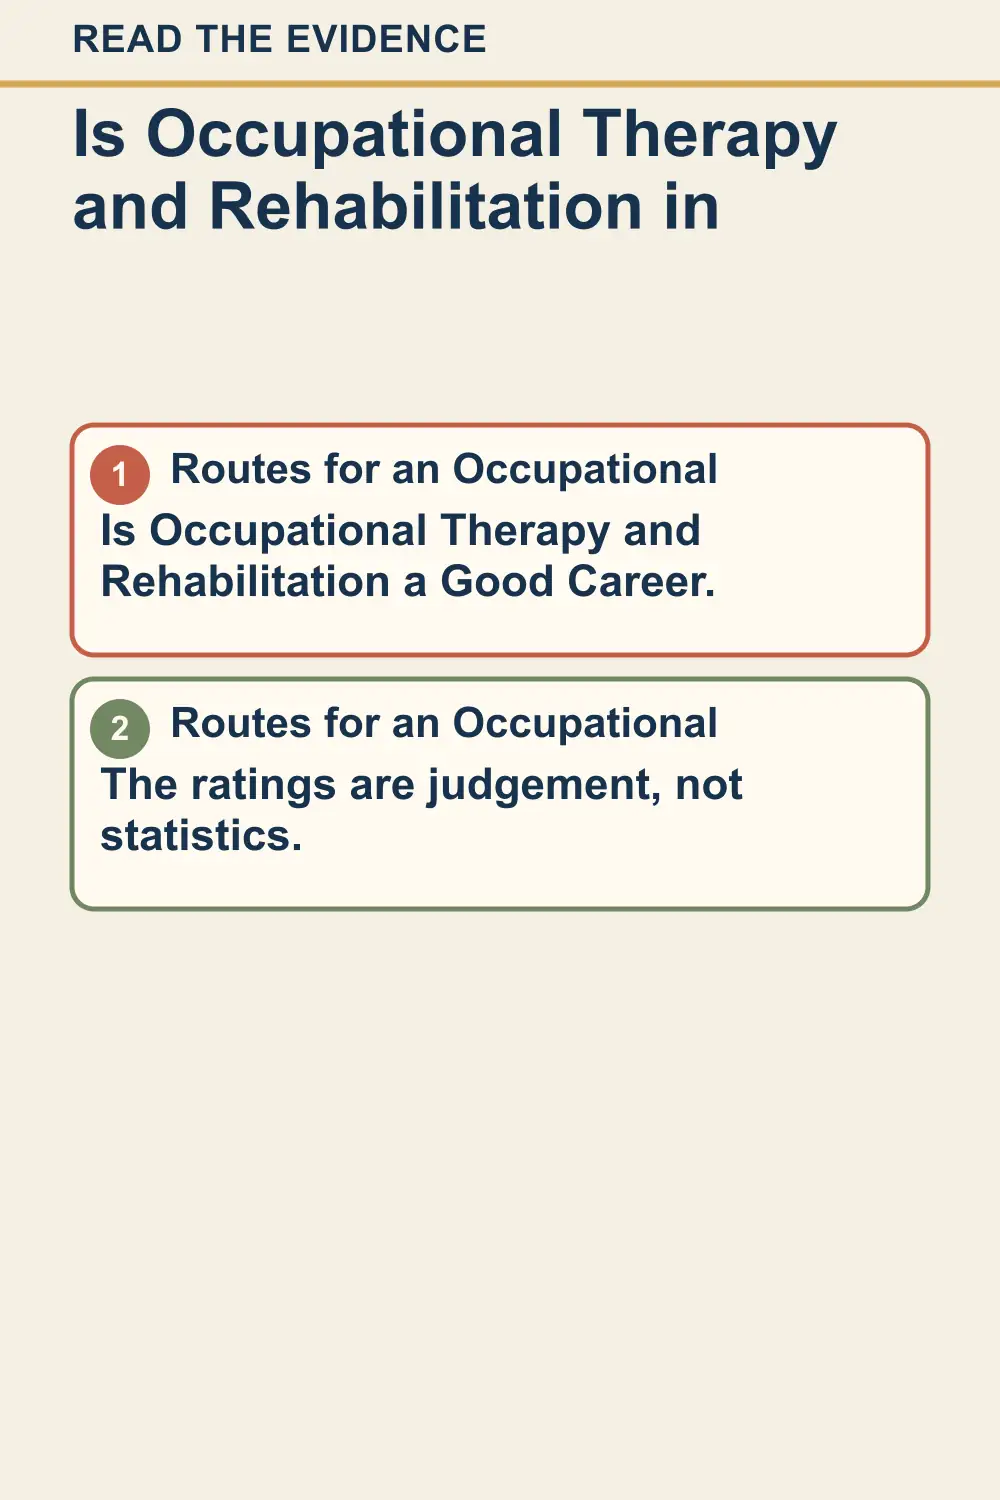 READ THE EVIDENCE
Is Occupational Therapy
and Rehabilitation in
1 Routes for an Occupational
Is Occupational Therapy and
Rehabilitation a Good Career.
2 Routes for an Occupational
The ratings are judgement, not
statistics.